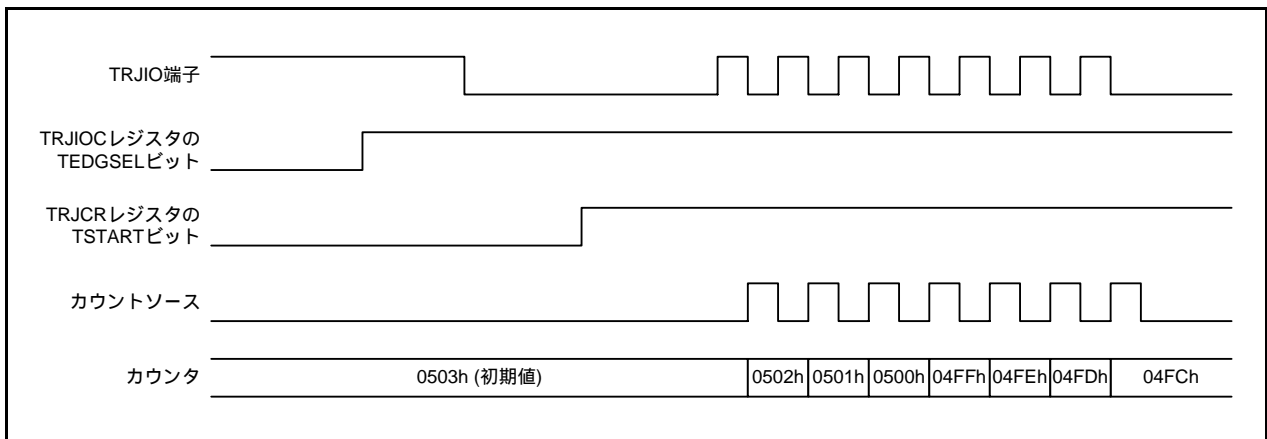 TRJIO端子
TRJIOCレジスタの
TEDGSELビット
TRJCRレジスタの
TSTARTビット
カウントソース
カウンタ
0503h (初期値)
0502h
0501h
0500h
04FFh
04FEh
04FDh
04FCh